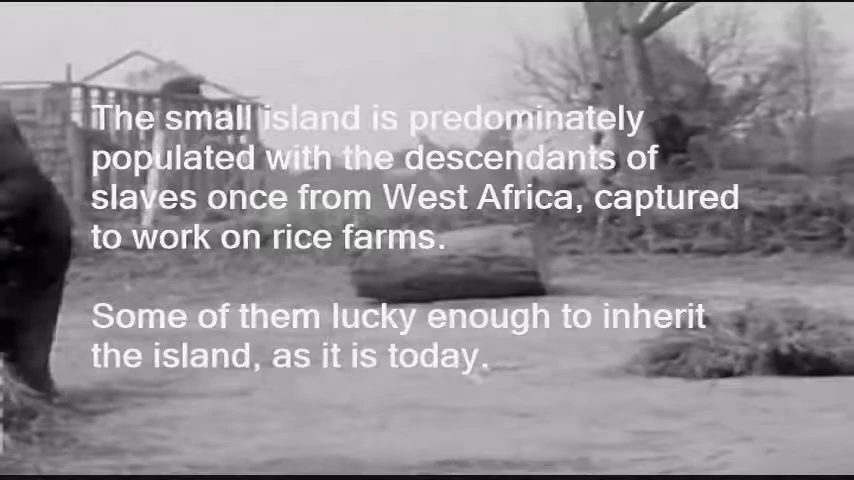 The small island is predominately
populated with the descendants of
slaves once from West Africa, captured
to work on rice farms.
Some of them lucky enough to inherit
the island, as it is today.